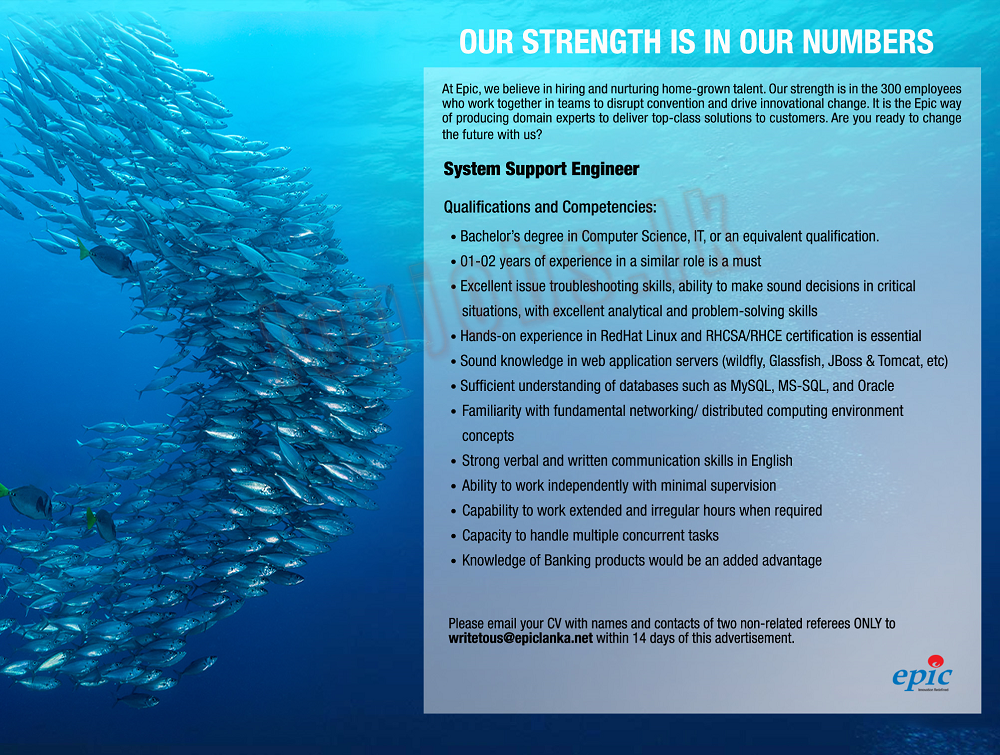 OUR STRENGTH IS IN OUR NUMBERS
At Epic, we believe in hiring and nurturing home-grown talent. Our strength is in the 300 employees
who work together in teams to disrupt convention and drive innovational change. It is the Epic way
of producing domain experts to deliver top-class solutions to customers. Are you ready to change
the future with us?
System Support Engineer
Qualifications and Competencies:
• Bachelor's degree in Computer Science, IT, or an equivalent qualification.
• 01-02 years of experience in a similar role is a must
• Excellent issue troubleshooting skills, ability to make sound decisions in critical
situations, with excellent analytical and problem-solving skills
• Hands-on experience in RedHat Linux and RHCSA/RHCE certification is essential
• Sound knowledge in web application servers (wildfly, Glassfish, JBoss & Tomcat, etc)
• Sufficient understanding of databases such as MySQL, MS-SQL, and Oracle
• Familiarity with fundamental networking/ distributed computing environment
concepts
• Strong verbal and written communication skills in English
• Ability to work independently with minimal supervision
• Capability to work extended and irregular hours when required
• Capacity to handle multiple concurrent tasks
• Knowledge of Banking products would be an added advantage
Please email your CV with names and contacts of two non-related referees ONLY to
writetous@epiclanka.net within 14 days of this advertisement.
epic
Innovation Redefined